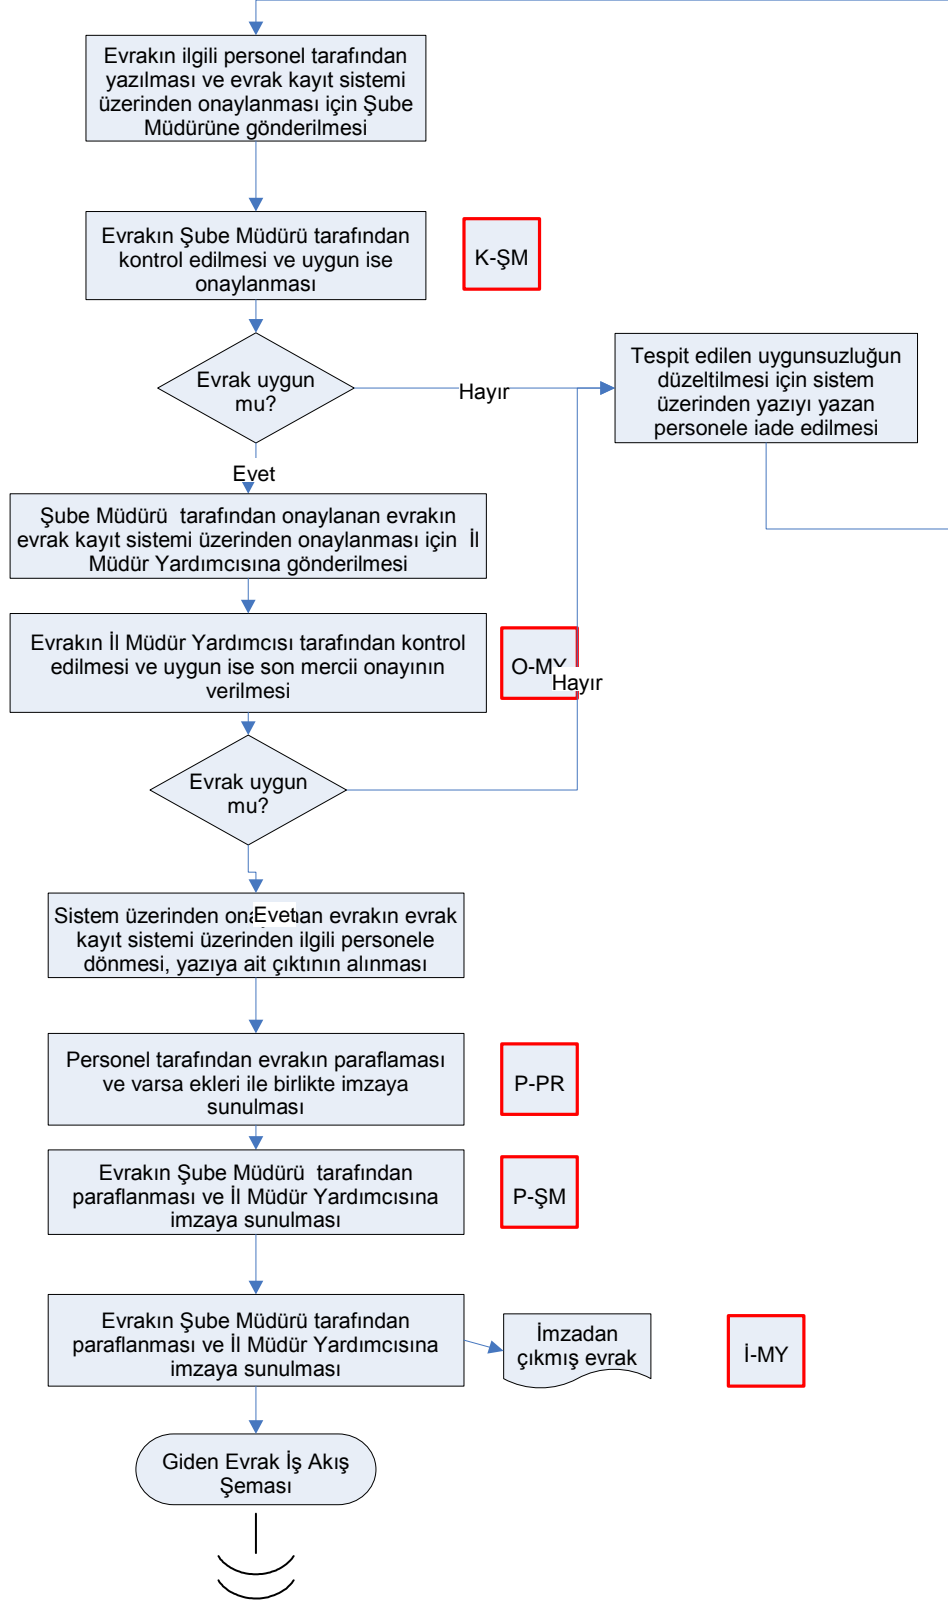 Evrakın ilgili personel tarafından
yazılması ve evrak kayıt sistemi
üzerinden onaylanması için Şube
Müdürüne gönderilmesi
Evrakın Şube Müdürü tarafından
kontrol edilmesi ve uygun ise
onaylanması
K-ŞM
Evrak uygun
mu?
Hayır
Tespit edilen uygunsuzluğun
düzeltilmesi için sistem
üzerinden yazıyı yazan
personele iade edilmesi
Evet
Şube Müdürü tarafından onaylanan evrakın
evrak kayıt sistemi üzerinden onaylanması için İl
Müdür Yardımcısına gönderilmesi
Evrakın İl Müdür Yardımcısı tarafından kontrol
edilmesi ve uygun ise son mercii onayının
verilmesi
O-MY
Hayır
Evrak uygun
mu?
Sistem üzerinden evrakın evrak
kayıt sistemi üzerinden ilgili personele
dönmesi, yazıya ait çıktının alınması
Evet
Personel tarafından evrakın paraflaması
ve varsa ekleri ile birlikte imzaya
sunulması
P-PR
Evrakın Şube Müdürü tarafından
paraflanması ve İl Müdür Yardımcısına
imzaya sunulması
P-ŞM
Evrakın Şube Müdürü tarafından
paraflanması ve İl Müdür Yardımcısına
imzaya sunulması
İmzadan
çıkmış evrak
İ-MY
Giden Evrak İş Akış
Şeması